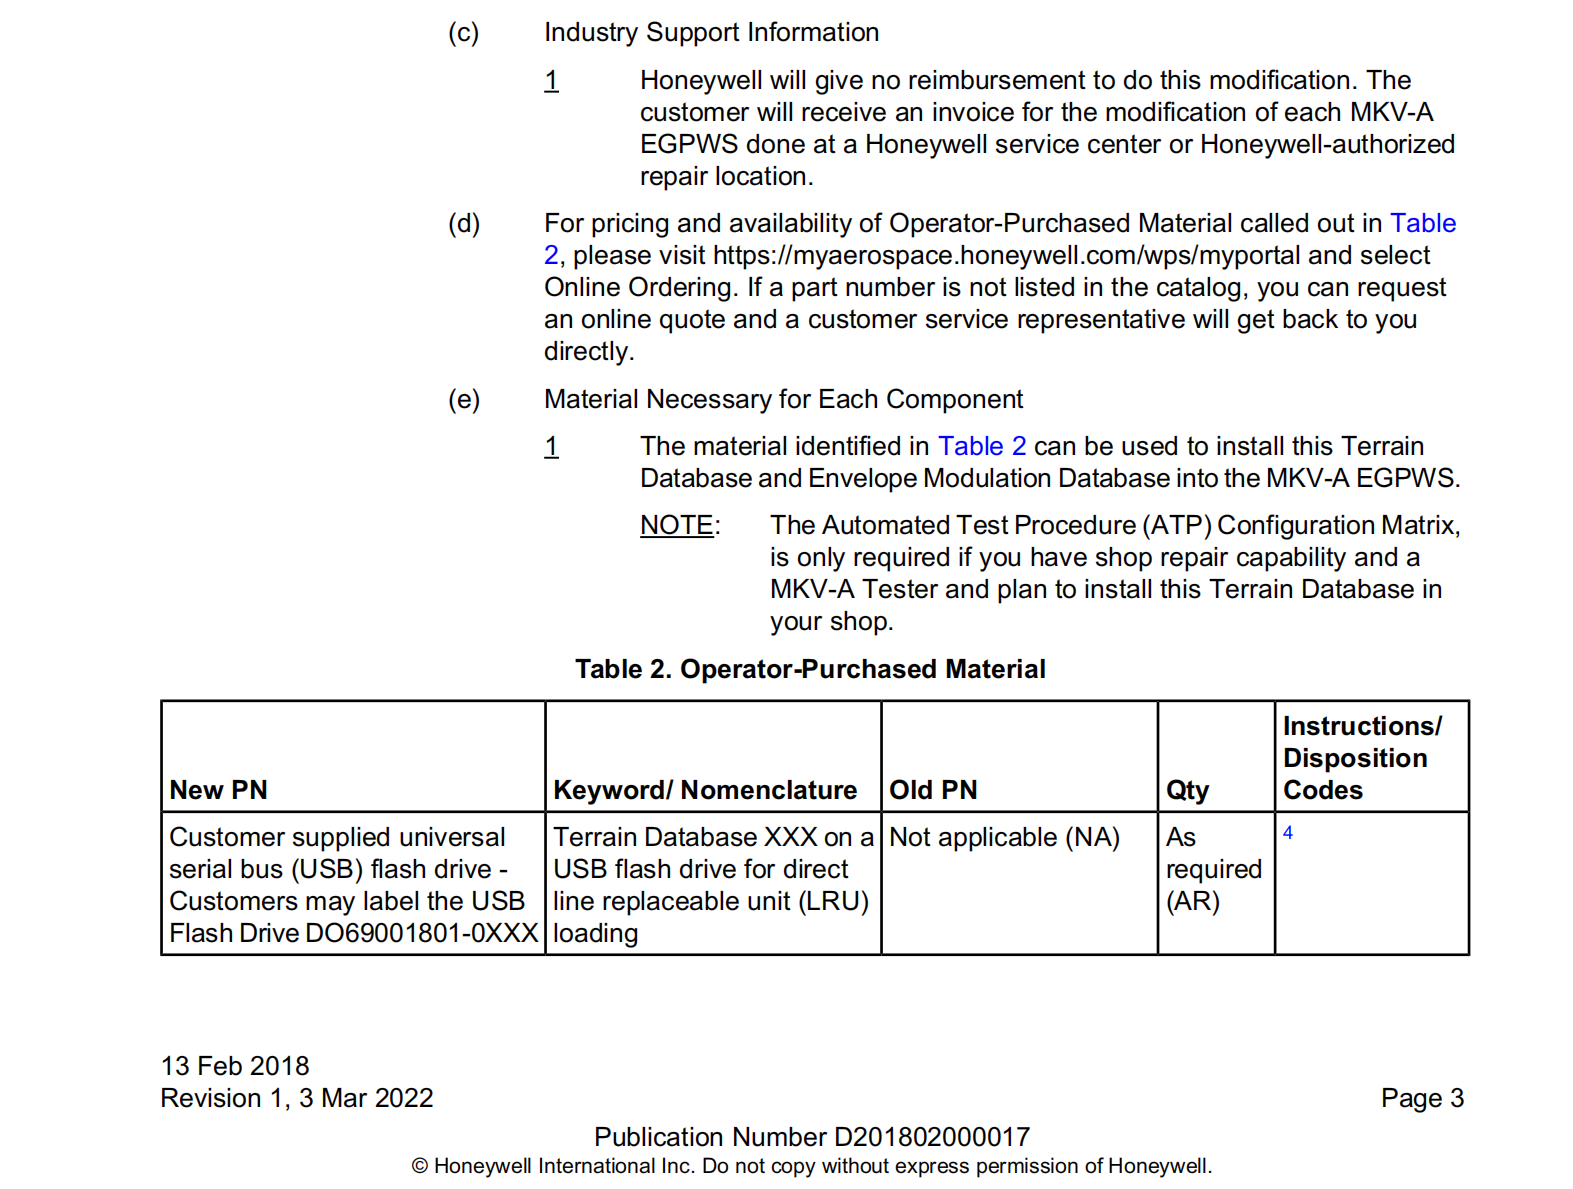 (c) Industry Support Information
1 Honeywell will give no reimbursement to do this modification. The
customer will receive an invoice for the modification of each MKV-A
EGPWS done at a Honeywell service center or Honeywell-authorized
repair location.
(d) For pricing and availability of Operator-Purchased Material called out in Table
2, please visit https://myaerospace.honeywell.com/wps/myportal and select
Online Ordering. If a part number is not listed in the catalog, you can request
an online quote and a customer service representative will get back to you
directly.
(e) Material Necessary for Each Component
1 The material identified in Table 2 can be used to install this Terrain
Database and Envelope Modulation Database into the MKV-A EGPWS.
NOTE: The Automated Test Procedure (ATP) Configuration Matrix,
is only required if you have shop repair capability and a
MKV-A Tester and plan to install this Terrain Database in
your shop.
Table 2. Operator-Purchased Material
New PN
Keyword/ Nomenclature
Old PN
Qty
Instructions/
Disposition
Codes
Customer supplied universal
serial bus (USB) flash drive -
Customers may label the USB
Flash Drive DO69001801-0XXX
Terrain Database XXX on a
USB flash drive for direct
line replaceable unit (LRU)
loading
Not applicable (NA)
As
required
(AR)
4
13 Feb 2018
Revision 1, 3 Mar 2022
Page 3
Publication Number D201802000017
© Honeywell International Inc. Do not copy without express permission of Honeywell.